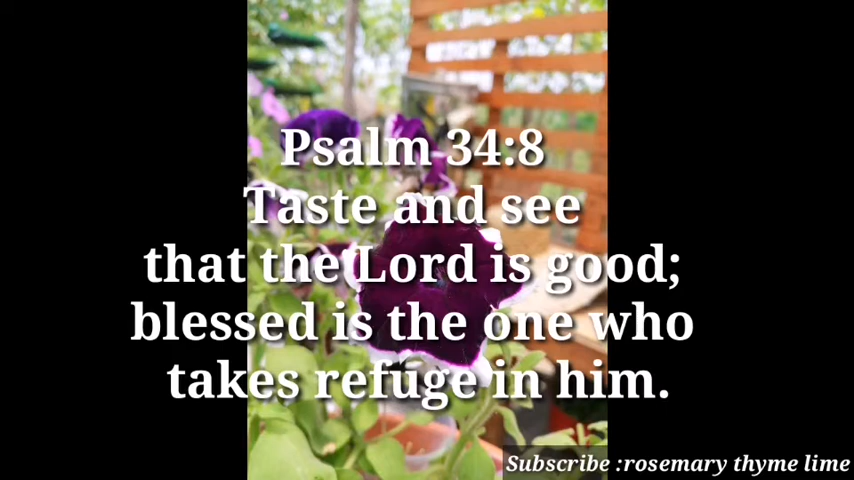 Psalm 34:8
Taste and see
that the Lord is good;
blessed is the one who
takes refuge in him.
Subscribe :rosemary thyme lime